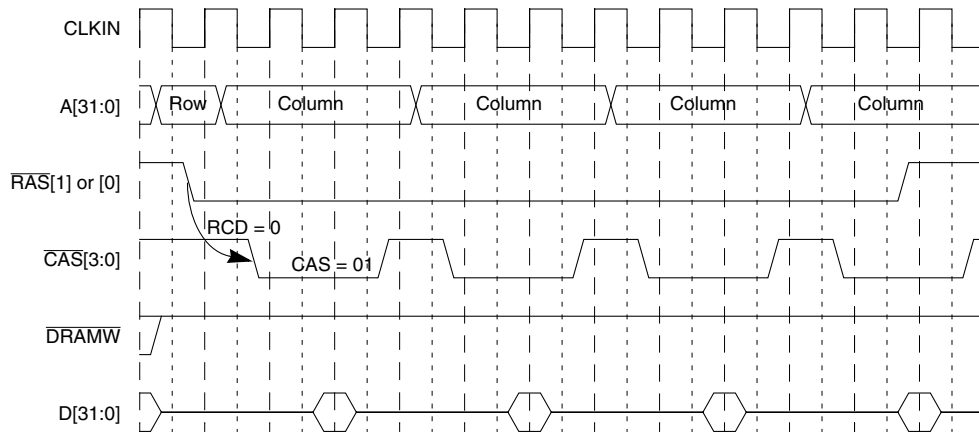 CLKIN
A[31:0] Row Column Column Column Column
RAS[1] or [0]
RCD = 0
CAS[3:0]
CAS = 01
DRAMW
D[31:0]